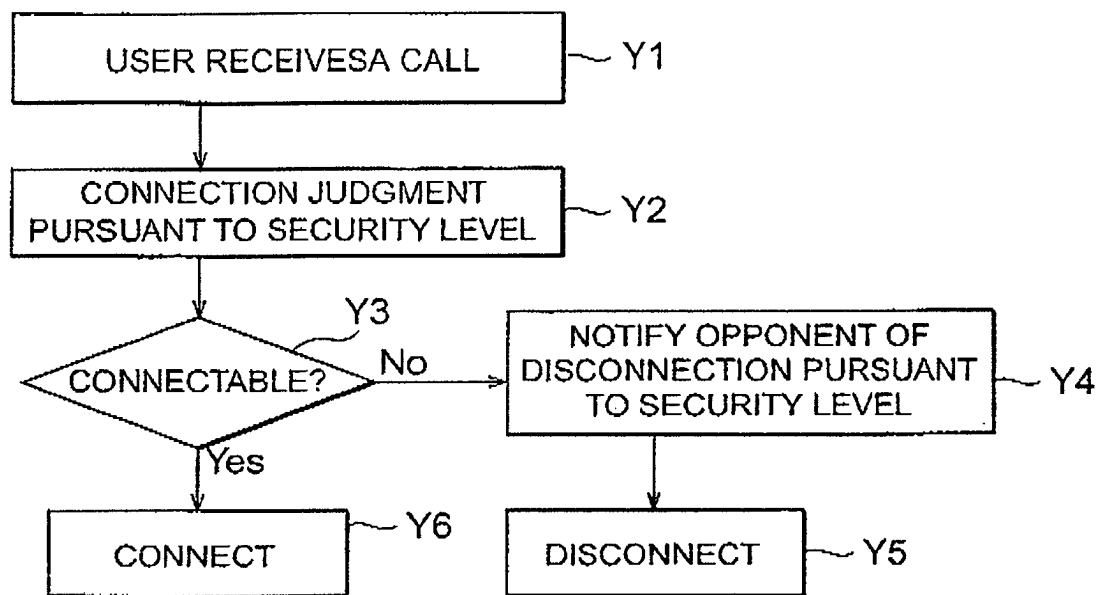 USER RECEIVESA CALL
Y1
CONNECTION JUDGMENT
PURSUANT TO SECURITY LEVEL
Y2
Y3
CONNECTABLE?
No
NOTIFY OPPONENT OF
DISCONNECTION PURSUANT
TO SECURITY LEVEL
Y4
Yes
CONNECT
Y6
DISCONNECT
Y5